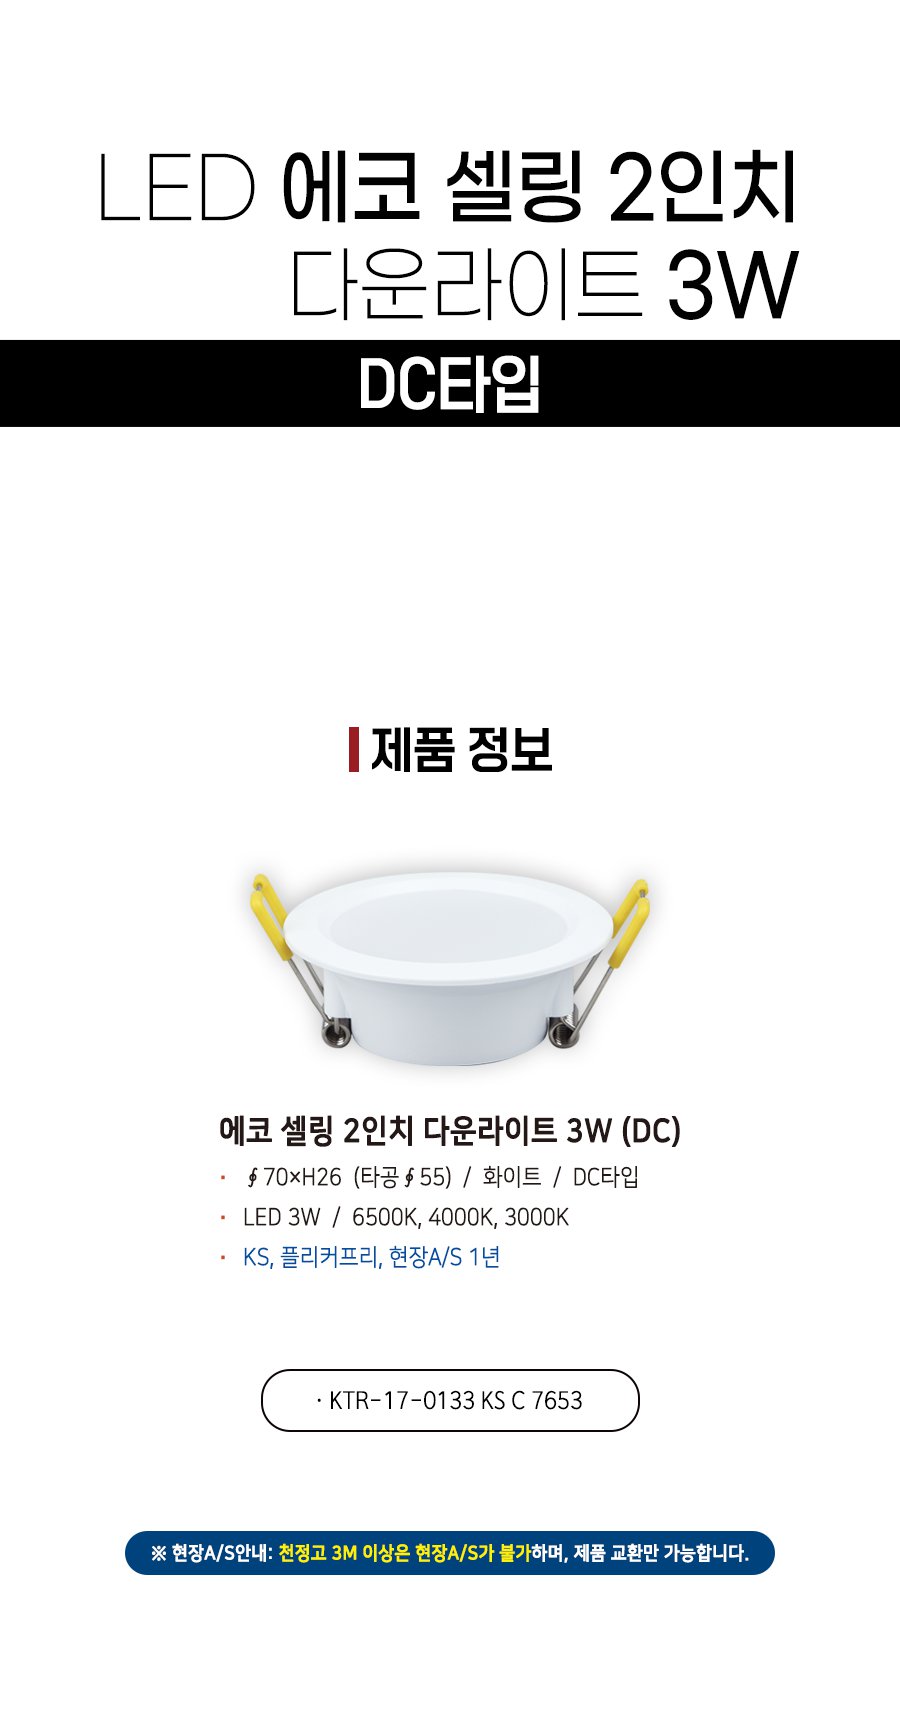 LED 에코 셀링 2인치
다운라이트 3W
DC타입
제품 정보
에코 셀링 2인치 다운라이트 3W (DC)
· ∮70×H26 (타공∮55) / 화이트 / DC타입
· LED 3W / 6500K, 4000K, 3000K
· KS, 플리커프리, 현장A/S 1년
· KTR-17-0133 KS C 7653
※ 현장A/S안내: 천정고 3M 이상은 현장A/S가 불가하며, 제품 교환만 가능합니다.